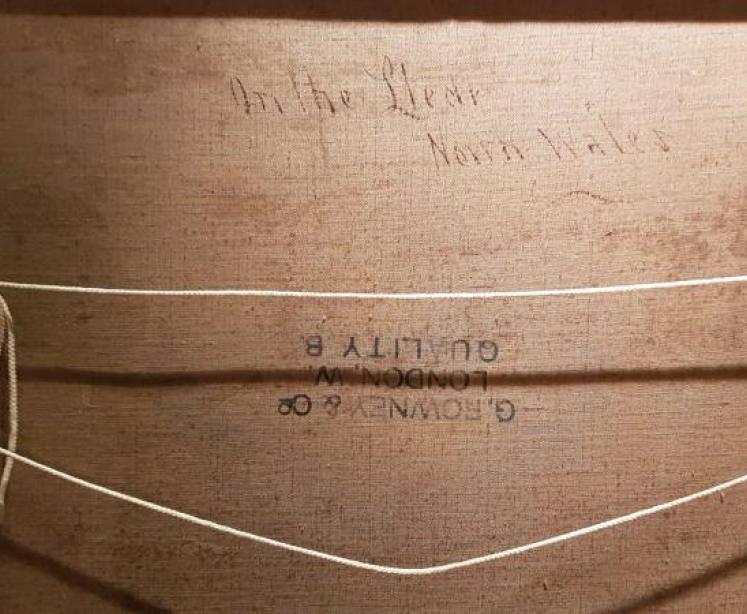 On the Lledr
North Wales
G. ROWNEY & Co
LONDON. W.
QUALITY B